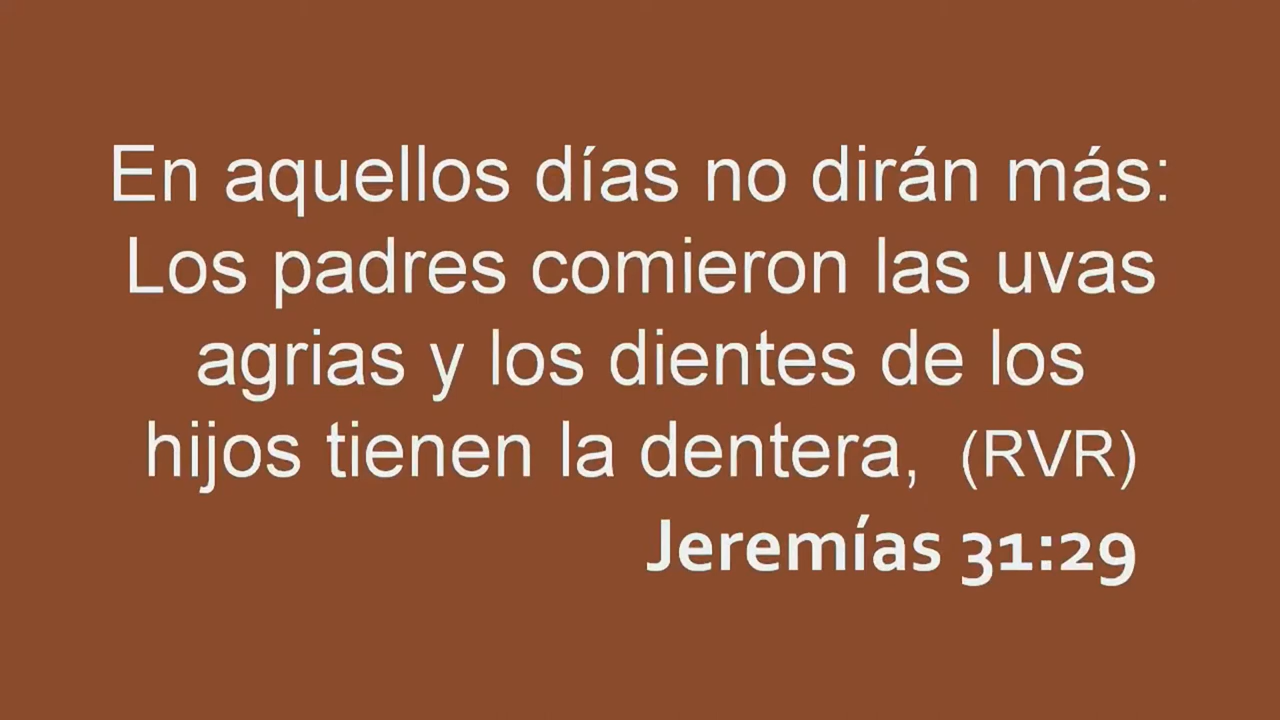 En aquellos días no dirán más:
Los padres comieron las uvas
agrias y los dientes de los
hijos tienen la dentera, (RVR)
Jeremías 31:29